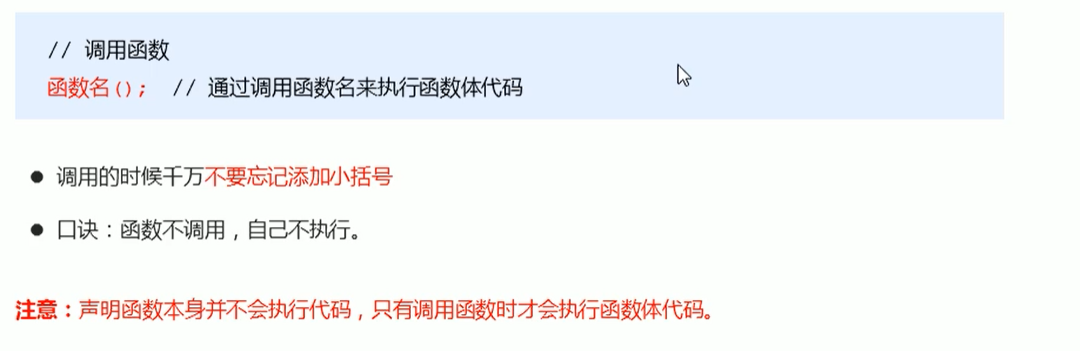 // 调用函数
函数名(); // 通过调用函数名来执行函数体代码
● 调用的时候千万不要忘记添加小括号
● 口诀：函数不调用，自己不执行。
注意：声明函数本身并不会执行代码，只有调用函数时才会执行函数体代码。